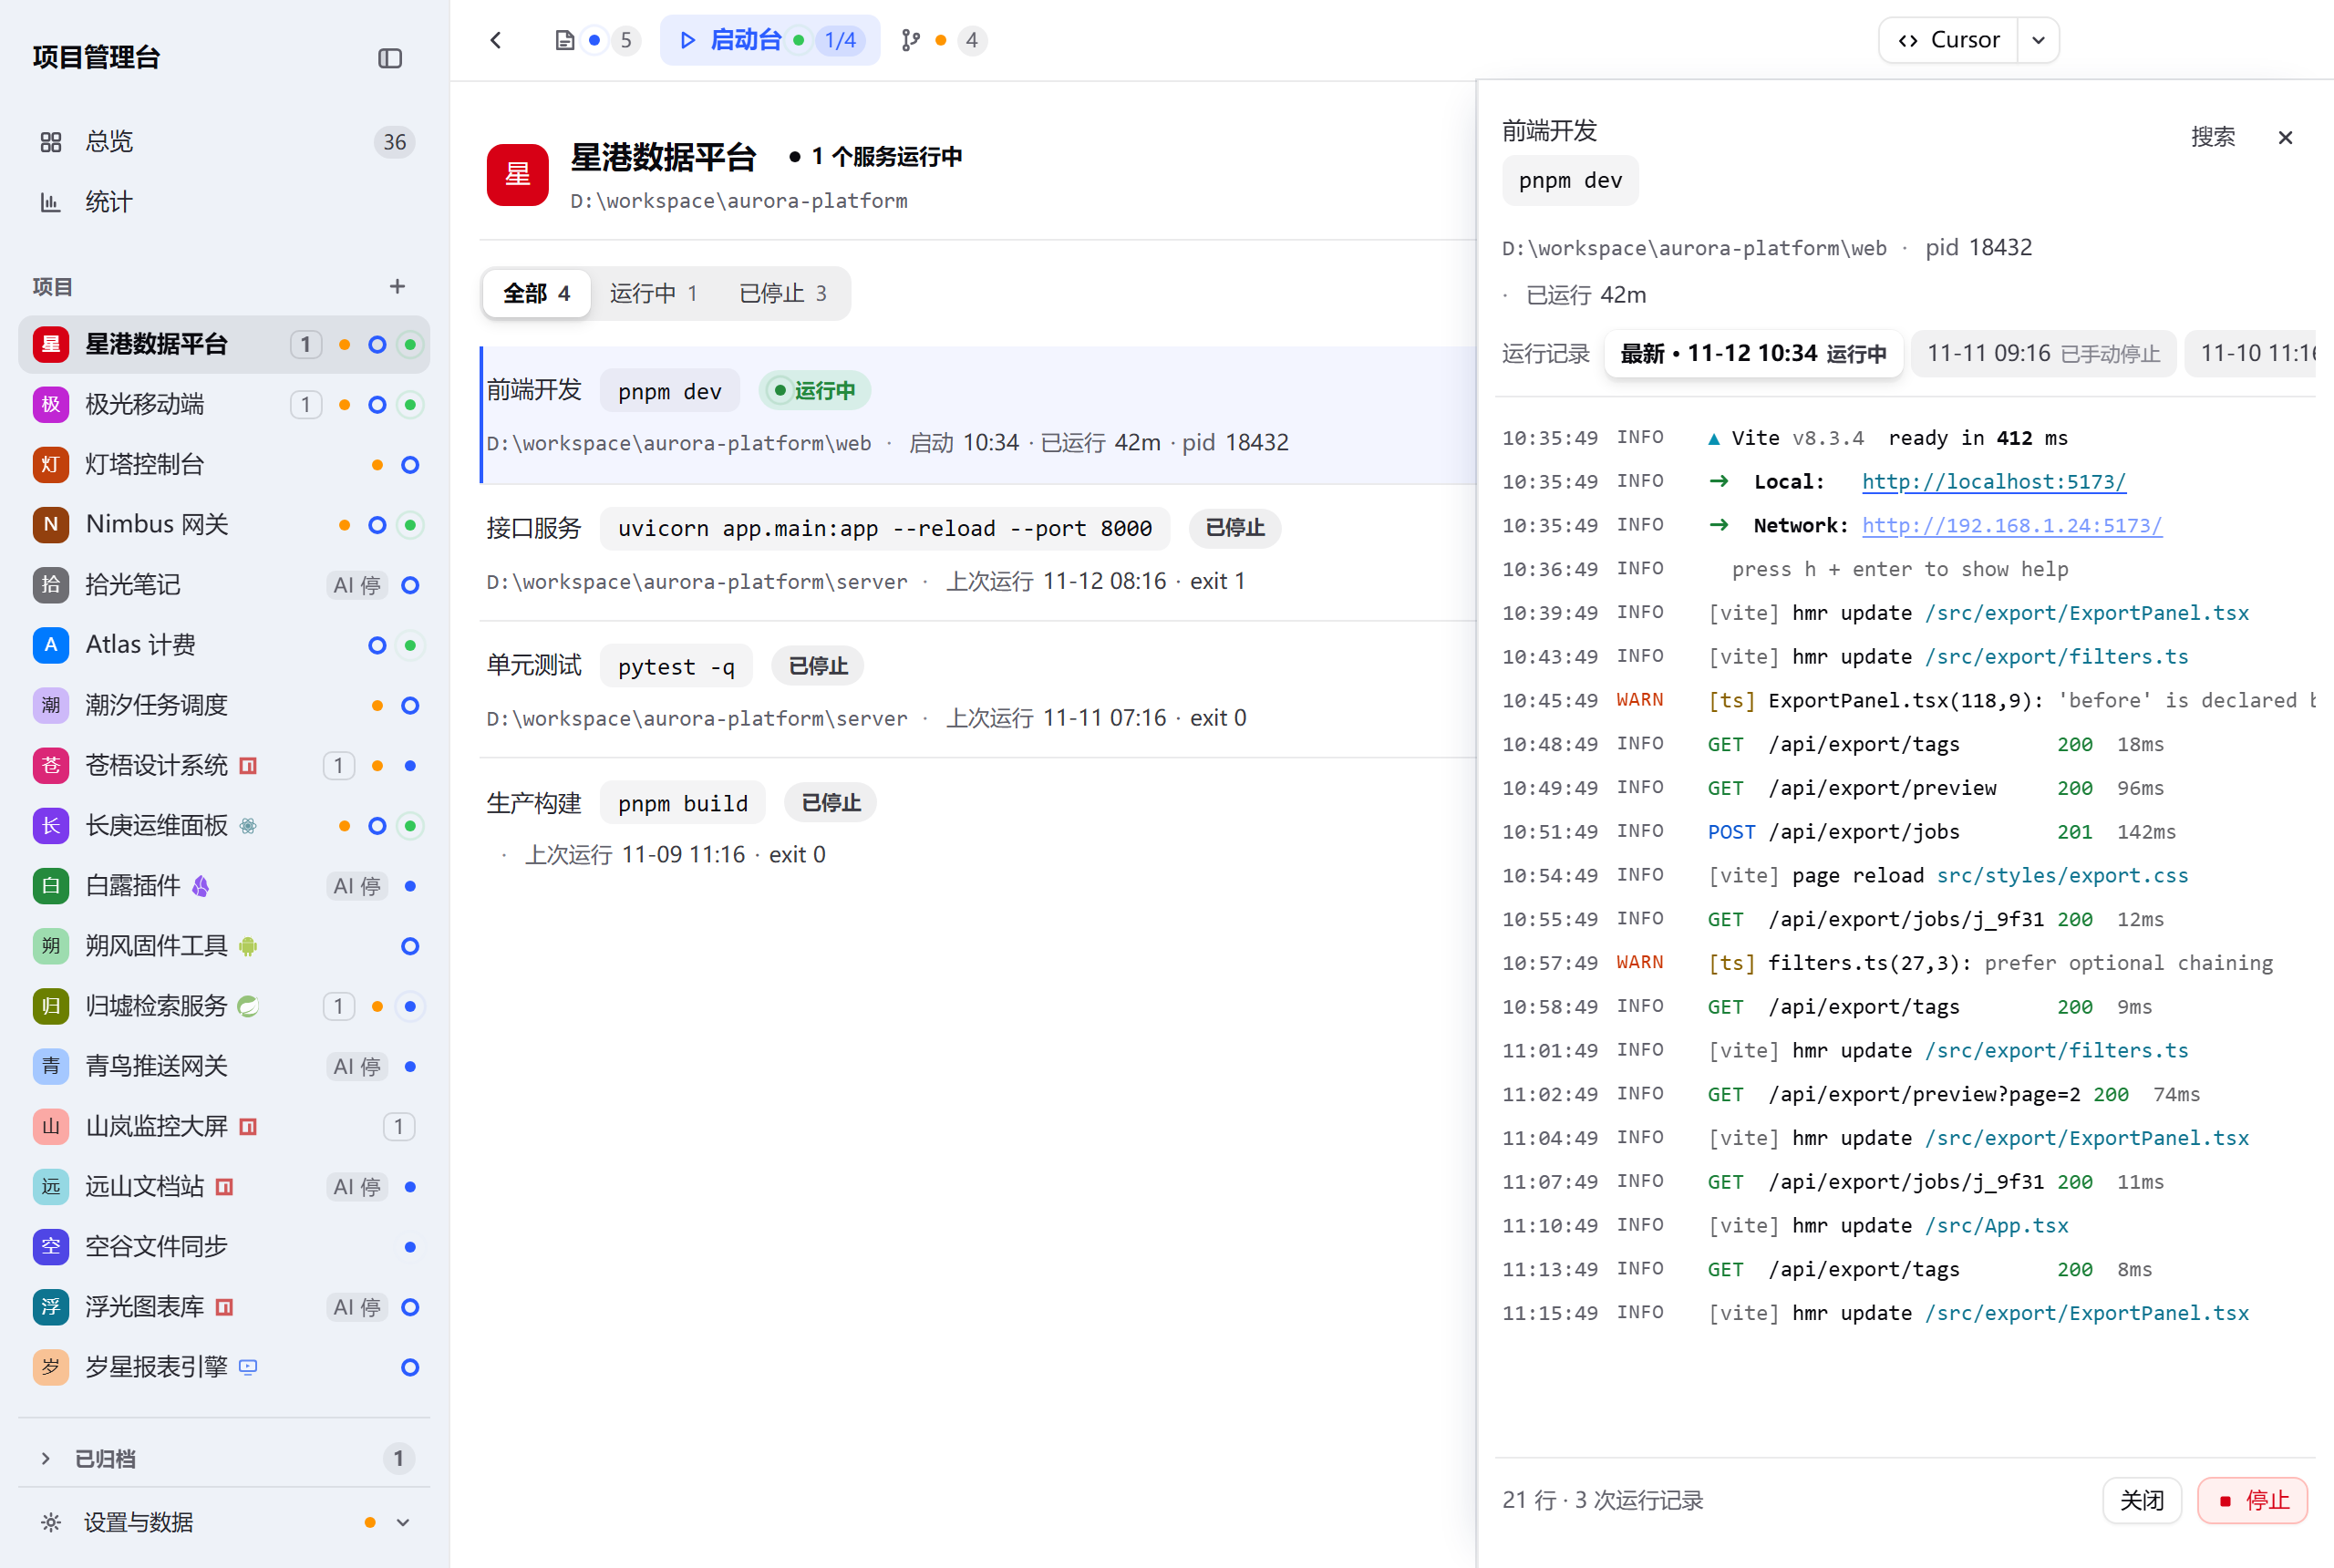 项目管理台
总览 36
统计
项目
星 星港数据平台 1
极 极光移动端 1
灯 灯塔控制台
N Nimbus 网关
拾 拾光笔记 AI 停
A Atlas 计费
潮 潮汐任务调度
苍 苍梧设计系统 1
长 长庚运维面板
白 白露插件 AI 停
朔 朔风固件工具
归 归墟检索服务 1
青 青鸟推送网关 AI 停
山 山岚监控大屏 1
远 远山文档站 AI 停
空 空谷文件同步
浮 浮光图表库 AI 停
岁 岁星报表引擎
已归档 1
设置与数据
5 启动台 1/4 4
Cursor
星 星港数据平台 • 1 个服务运行中
D:\workspace\aurora-platform
全部 4 运行中 1 已停止 3
前端开发 pnpm dev 运行中
D:\workspace\aurora-platform\web · 启动 10:34 · 已运行 42m · pid 18432
接口服务 uvicorn app.main:app --reload --port 8000 已停止
D:\workspace\aurora-platform\server · 上次运行 11-12 08:16 · exit 1
单元测试 pytest -q 已停止
D:\workspace\aurora-platform\server · 上次运行 11-11 07:16 · exit 0
生产构建 pnpm build 已停止
· 上次运行 11-09 11:16 · exit 0
前端开发
搜索 ×
pnpm dev
D:\workspace\aurora-platform\web · pid 18432
· 已运行 42m
运行记录 最新 • 11-12 10:34 运行中 11-11 09:16 已手动停止 11-10 11:16
10:35:49 INFO ▲ Vite v8.3.4 ready in 412 ms
10:35:49 INFO → Local: http://localhost:5173/
10:35:49 INFO → Network: http://192.168.1.24:5173/
10:36:49 INFO press h + enter to show help
10:39:49 INFO [vite] hmr update /src/export/ExportPanel.tsx
10:43:49 INFO [vite] hmr update /src/export/filters.ts
10:45:49 WARN [ts] ExportPanel.tsx(118,9): 'before' is declared
10:48:49 INFO GET /api/export/tags 200 18ms
10:49:49 INFO GET /api/export/preview 200 96ms
10:51:49 INFO POST /api/export/jobs 201 142ms
10:54:49 INFO [vite] page reload src/styles/export.css
10:55:49 INFO GET /api/export/jobs/j_9f31 200 12ms
10:57:49 WARN [ts] filters.ts(27,3): prefer optional chaining
10:58:49 INFO GET /api/export/tags 200 9ms
11:01:49 INFO [vite] hmr update /src/export/filters.ts
11:02:49 INFO GET /api/export/preview?page=2 200 74ms
11:04:49 INFO [vite] hmr update /src/export/ExportPanel.tsx
11:07:49 INFO GET /api/export/jobs/j_9f31 200 11ms
11:10:49 INFO [vite] hmr update /src/App.tsx
11:13:49 INFO GET /api/export/tags 200 8ms
11:15:49 INFO [vite] hmr update /src/export/ExportPanel.tsx
21 行 · 3 次运行记录
关闭 停止